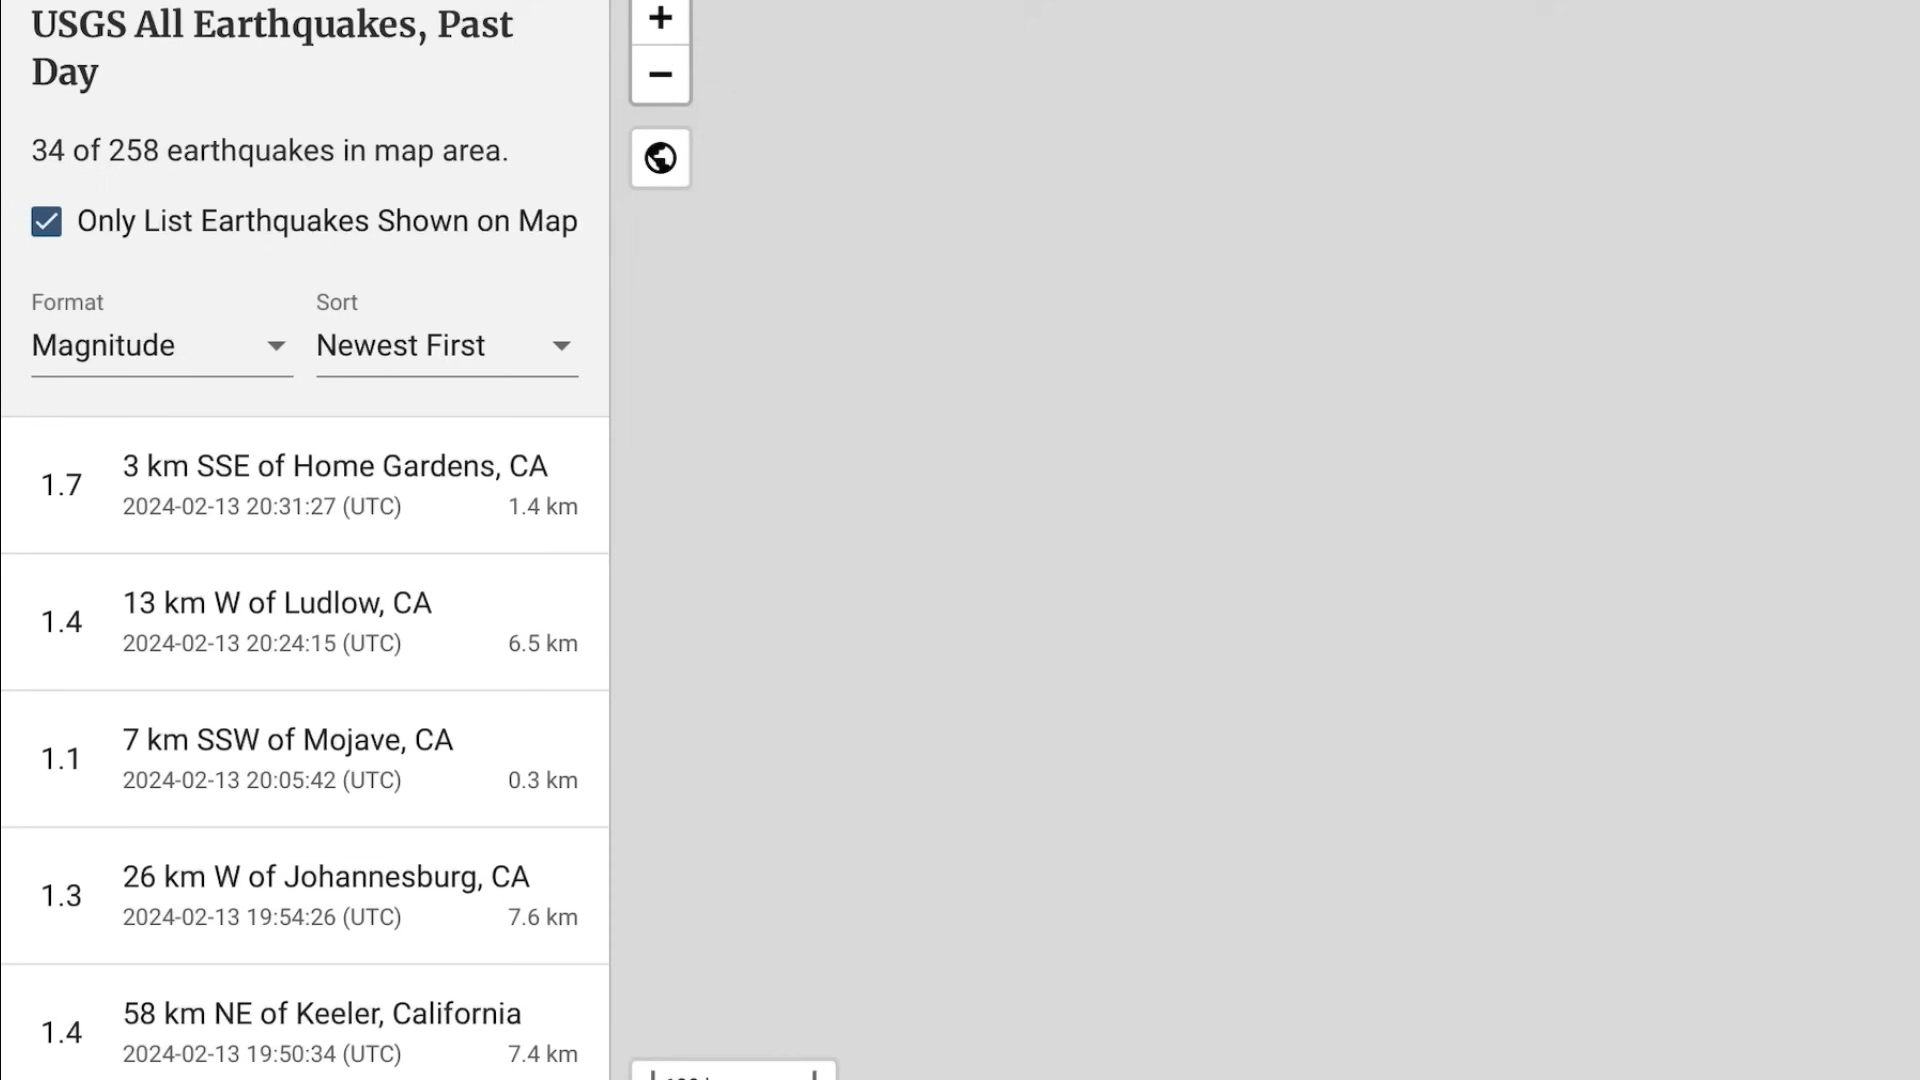 USGS All Earthquakes, Past
Day
34 of 258 earthquakes in map area.
Only List Earthquakes Shown on Map
Format
Sort
Magnitude
Newest First
1.7
3 km SSE of Home Gardens, CA
2024-02-13 20:31:27 (UTC)
1.4 km
1.4
13 km W of Ludlow, CA
2024-02-13 20:24:15 (UTC)
6.5 km
1.1
7 km SSW of Mojave, CA
2024-02-13 20:05:42 (UTC)
0.3 km
1.3
26 km W of Johannesburg, CA
2024-02-13 19:54:26 (UTC)
7.6 km
1.4
58 km NE of Keeler, California
2024-02-13 19:50:34 (UTC)
7.4 km
+
−